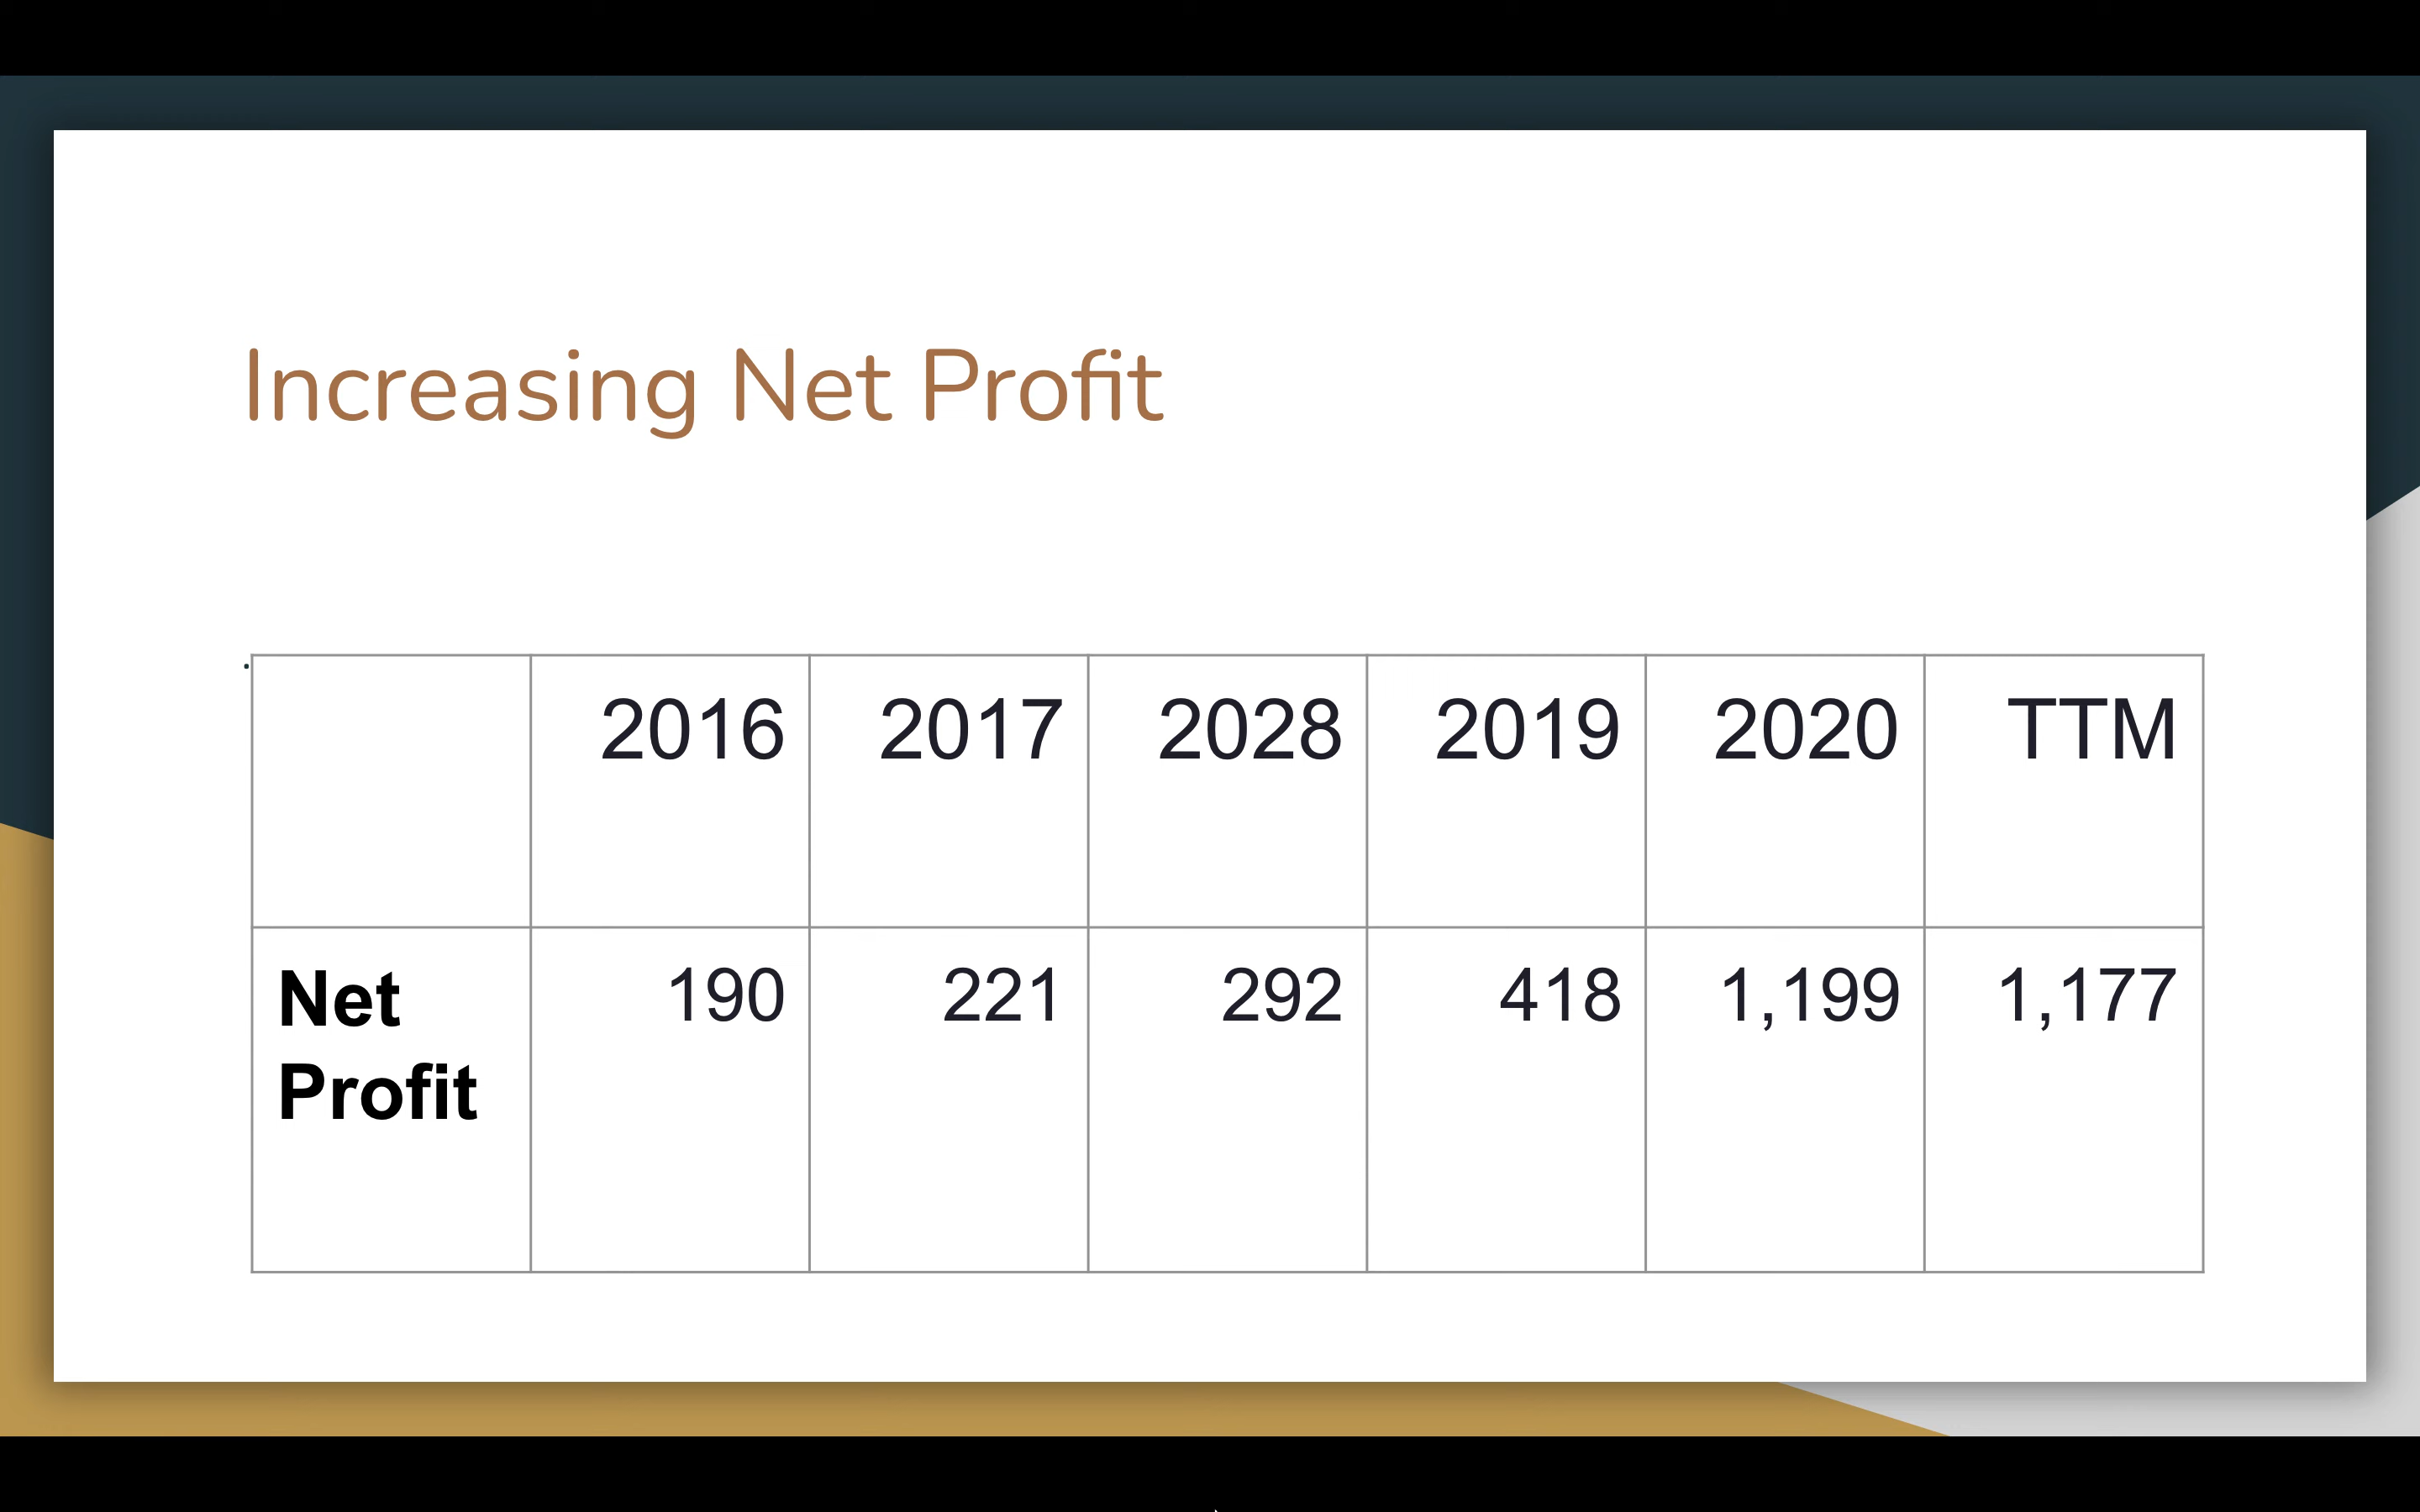 Increasing Net Profit
2016 2017 2028 2019 2020 TTM
Net 190 221 292 418 1,199 1,177
Profit